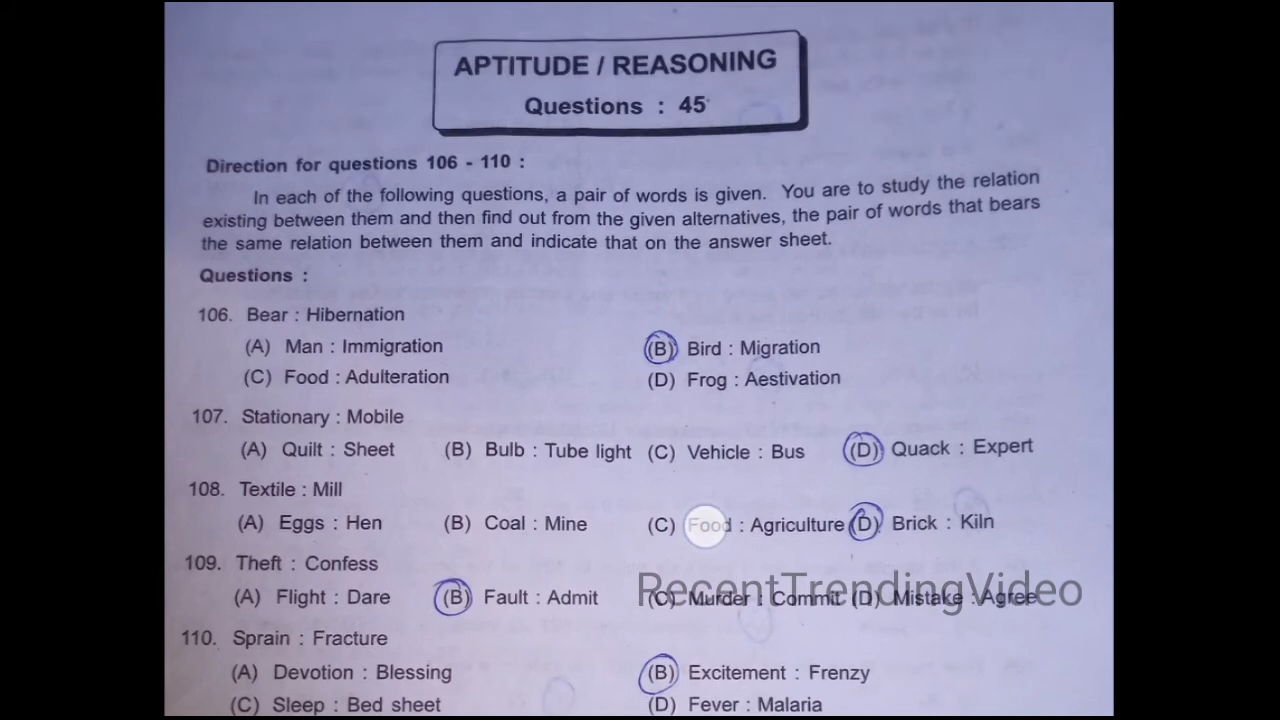 APTITUDE / REASONING
Questions : 45
Direction for questions 106 - 110 :
In each of the following questions, a pair of words is given. You are to study the relation
existing between them and then find out from the given alternatives, the pair of words that bears
the same relation between them and indicate that on the answer sheet.
Questions :
106. Bear : Hibernation
(A) Man : Immigration (B) Bird : Migration
(C) Food : Adulteration (D) Frog : Aestivation
107. Stationary : Mobile
(A) Quilt : Sheet (B) Bulb : Tube light (C) Vehicle : Bus (D) Quack : Expert
108. Textile : Mill
(A) Eggs : Hen (B) Coal : Mine (C) Food : Agriculture (D) Brick : Kiln
109. Theft : Confess
(A) Flight : Dare (B) Fault : Admit (C) Murder : Commit (D) Mistake : Agree
RecentTrendingVideo
110. Sprain : Fracture
(A) Devotion : Blessing (B) Excitement : Frenzy
(C) Sleep : Bed sheet (D) Fever : Malaria